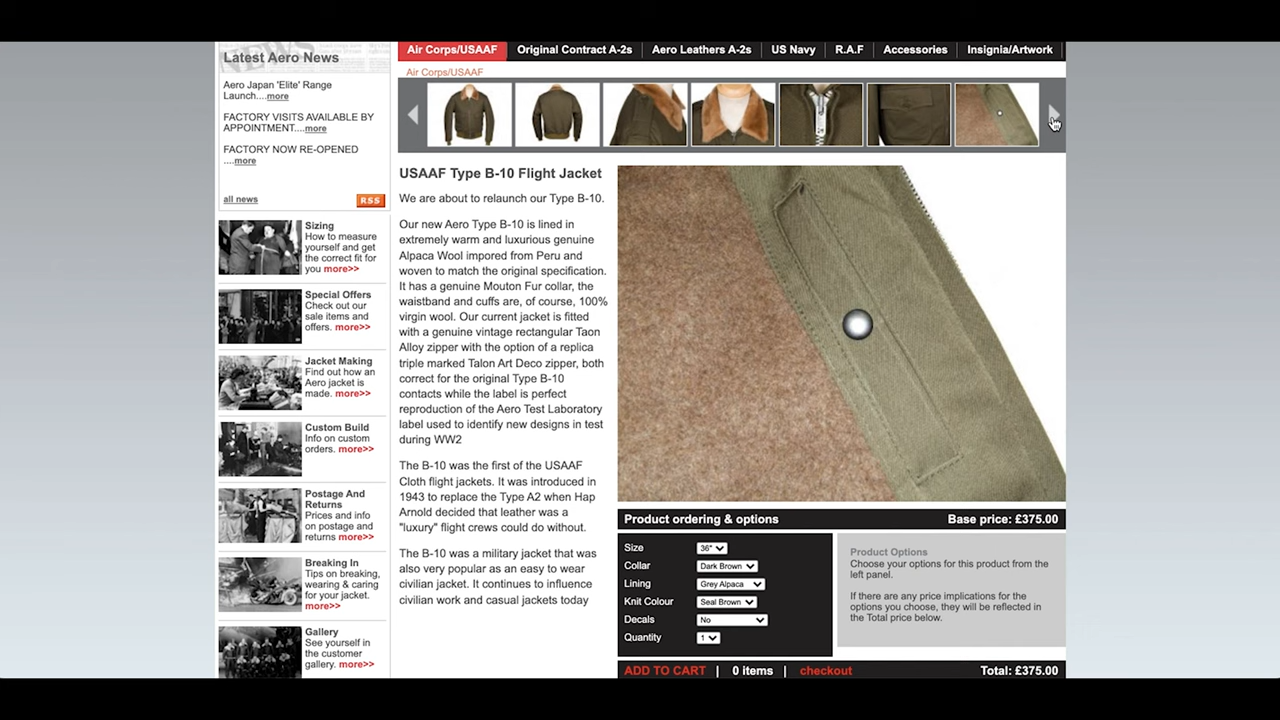 Latest Aero News
Aero Japan 'Elite' Range
Launch....more
FACTORY VISITS AVAILABLE BY
APPOINTMENT....more
FACTORY NOW RE-OPENED
....more
all news
RSS
Sizing
How to measure
yourself and get
the correct fit for
you more>>
Special Offers
Check out our
sale items and
offers. more>>
Jacket Making
Find out how an
Aero jacket is
made. more>>
Custom Build
Info on custom
orders. more>>
Postage And
Returns
Prices and info
on postage and
returns more>>
Breaking In
Tips on breaking,
wearing & caring
for your jacket.
more>>
Gallery
See yourself in
the customer
gallery. more>>
Air Corps/USAAF
Original Contract A-2s
Aero Leathers A-2s
US Navy
R.A.F
Accessories
Insignia/Artwork
Air Corps/USAAF
USAAF Type B-10 Flight Jacket
We are about to relaunch our Type B-10.
Our new Aero Type B-10 is lined in
extremely warm and luxurious genuine
Alpaca Wool impored from Peru and
woven to match the original specification.
It has a genuine Mouton Fur collar, the
waistband and cuffs are, of course, 100%
virgin wool. Our current jacket is fitted
with a genuine vintage rectangular Taon
Alloy zipper with the option of a replica
triple marked Talon Art Deco zipper, both
correct for the original Type B-10
contacts while the label is perfect
reproduction of the Aero Test Laboratory
label used to identify new designs in test
during WW2
The B-10 was the first of the USAAF
Cloth flight jackets. It was introduced in
1943 to replace the Type A2 when Hap
Arnold decided that leather was a
"luxury" flight crews could do without.
The B-10 was a military jacket that was
also very popular as an easy to wear
civilian jacket. It continues to influence
civilian work and casual jackets today
Product ordering & options
Base price: £375.00
Size 36"
Collar Dark Brown
Lining Grey Alpaca
Knit Colour Seal Brown
Decals No
Quantity 1
Product Options
Choose your options for this product from the
left panel.
If there are any price implications for the
options you choose, they will be reflected in
the Total price below.
ADD TO CART | 0 items | checkout
Total: £375.00